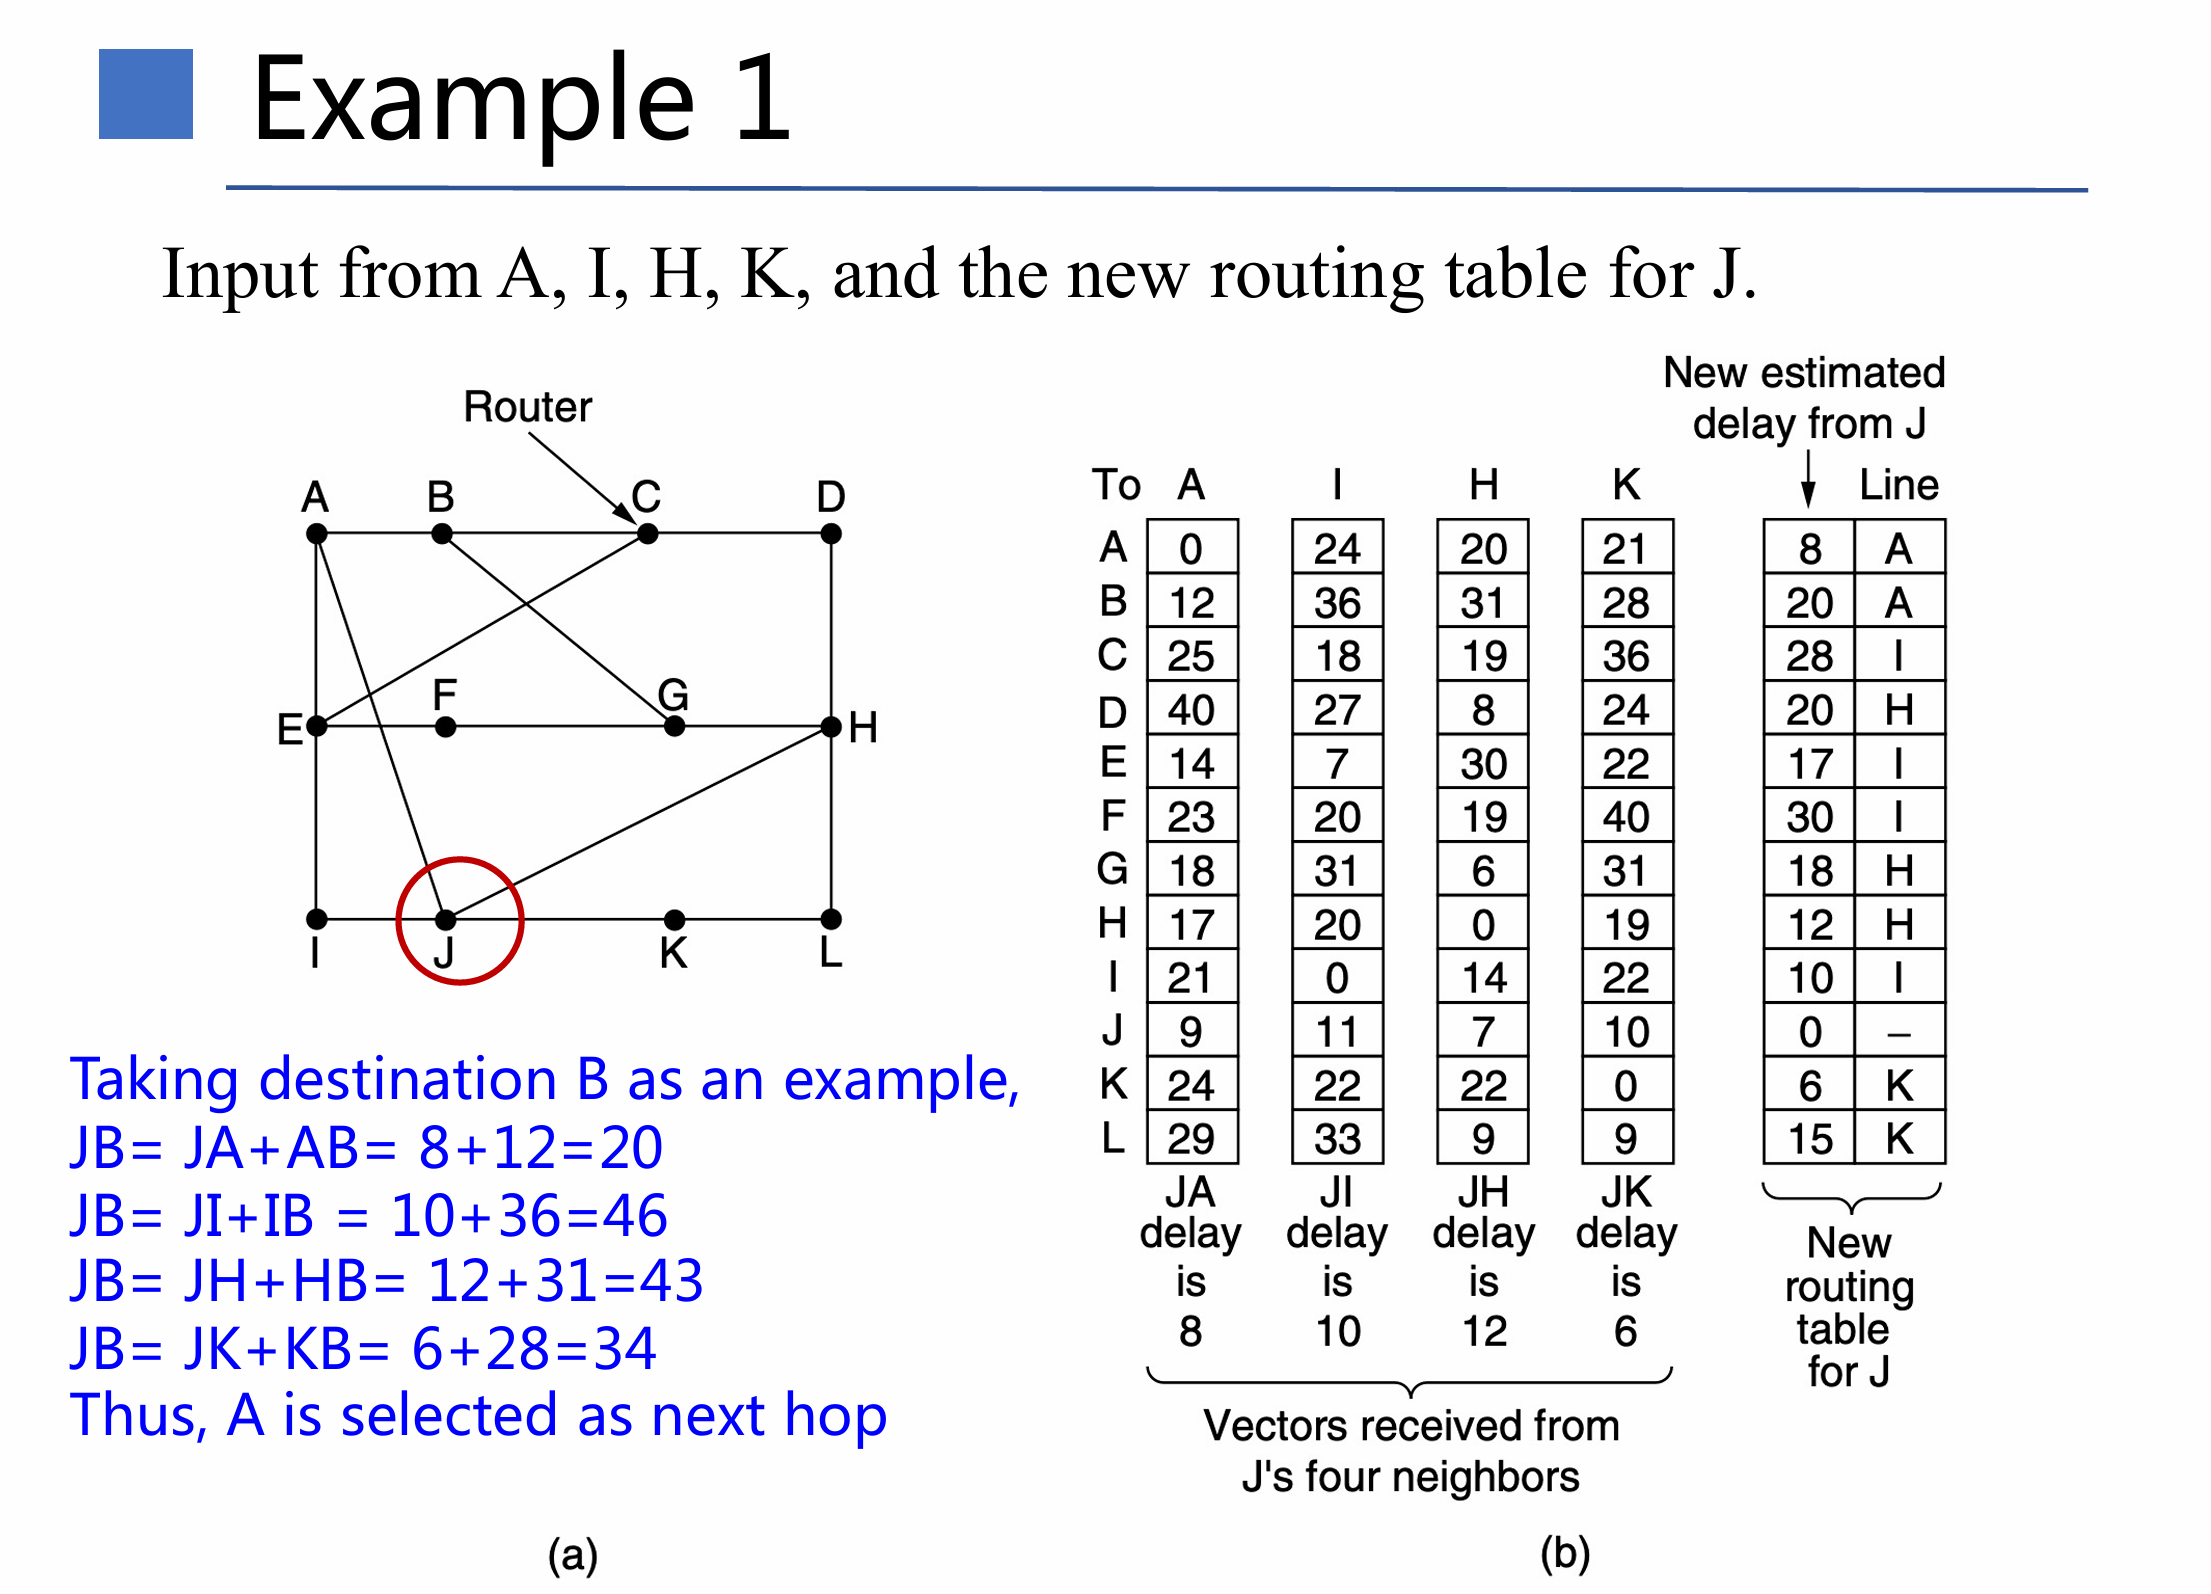 Example 1
Input from A, I, H, K, and the new routing table for J.
Router
A B C D
E F G H
I J K L
Taking destination B as an example,
JB= JA+AB= 8+12=20
JB= JI+IB = 10+36=46
JB= JH+HB= 12+31=43
JB= JK+KB= 6+28=34
Thus, A is selected as next hop
(a)
New estimated
delay from J
To A I H K Line
A 0 24 20 21 8 A
B 12 36 31 28 20 A
C 25 18 19 36 28 I
D 40 27 8 24 20 H
E 14 7 30 22 17 I
F 23 20 19 40 30 I
G 18 31 6 31 18 H
H 17 20 0 19 12 H
I 21 0 14 22 10 I
J 9 11 7 10 0 –
K 24 22 22 0 6 K
L 29 33 9 9 15 K
JA JI JH JK
delay delay delay delay
is is is is
8 10 12 6
Vectors received from
J's four neighbors
New
routing
table
for J
(b)